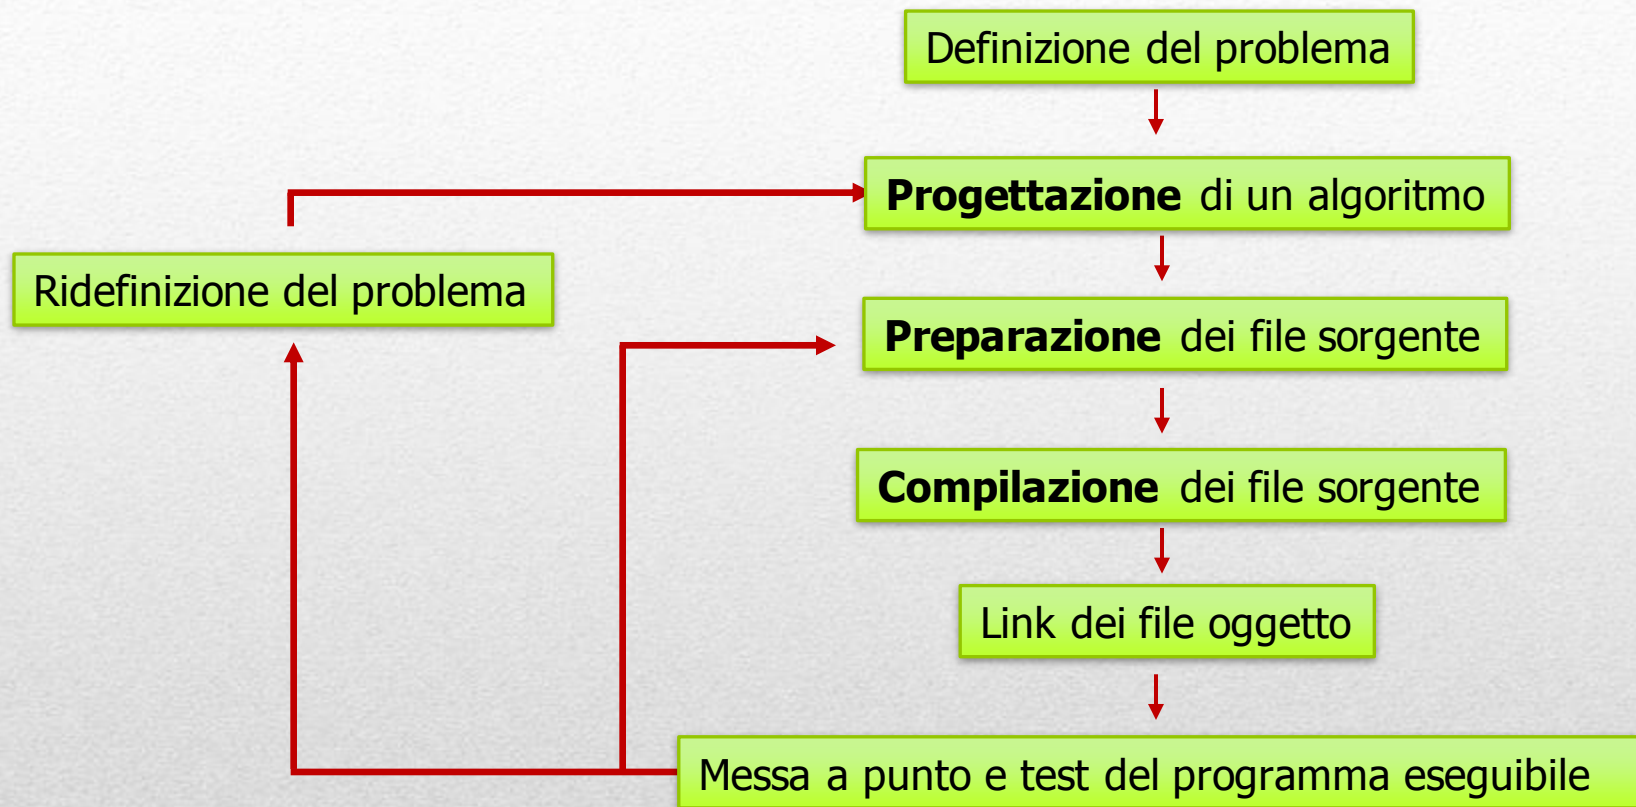 Definizione del problema
Progettazione di un algoritmo
Ridefinizione del problema
Preparazione dei file sorgente
Compilazione dei file sorgente
Link dei file oggetto
Messa a punto e test del programma eseguibile